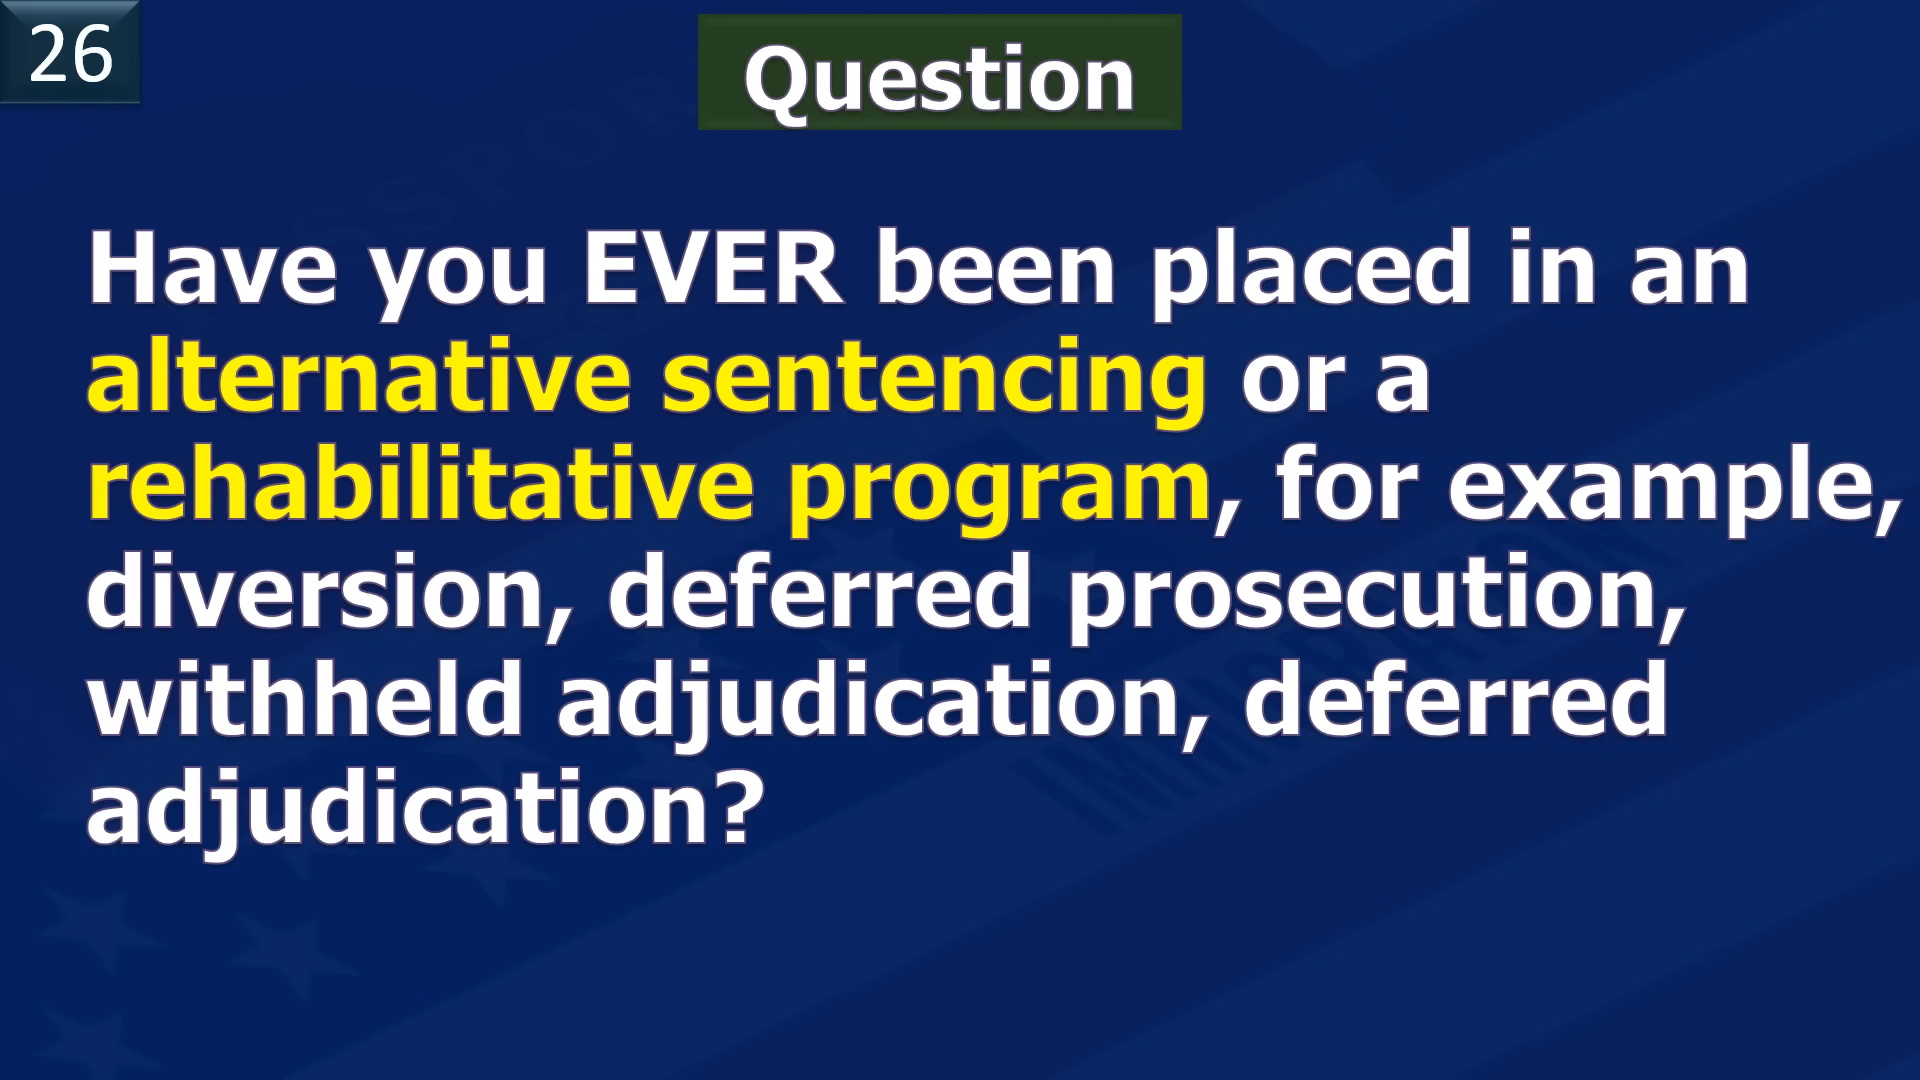 26
Question
Have you EVER been placed in an
alternative sentencing or a
rehabilitative program, for example,
diversion, deferred prosecution,
withheld adjudication, deferred
adjudication?